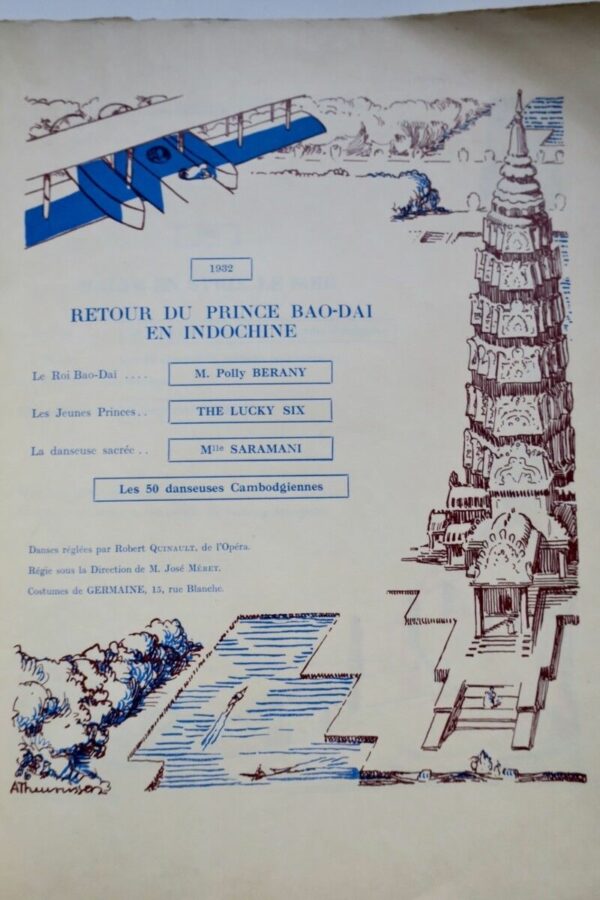 1932
RETOUR DU PRINCE BAO-DAI
EN INDOCHINE
Le Roi Bao-Daï .... M. Polly BERANY
Les Jeunes Princes.. THE LUCKY SIX
La danseuse sacrée .. Mlle SARAMANI
Les 50 danseuses Cambodgiennes
Danses réglées par Robert QUINAULT, de l'Opéra.
Régie sous la Direction de M. José MÉRET.
Costumes de GERMAINE, 15, rue Blanche.